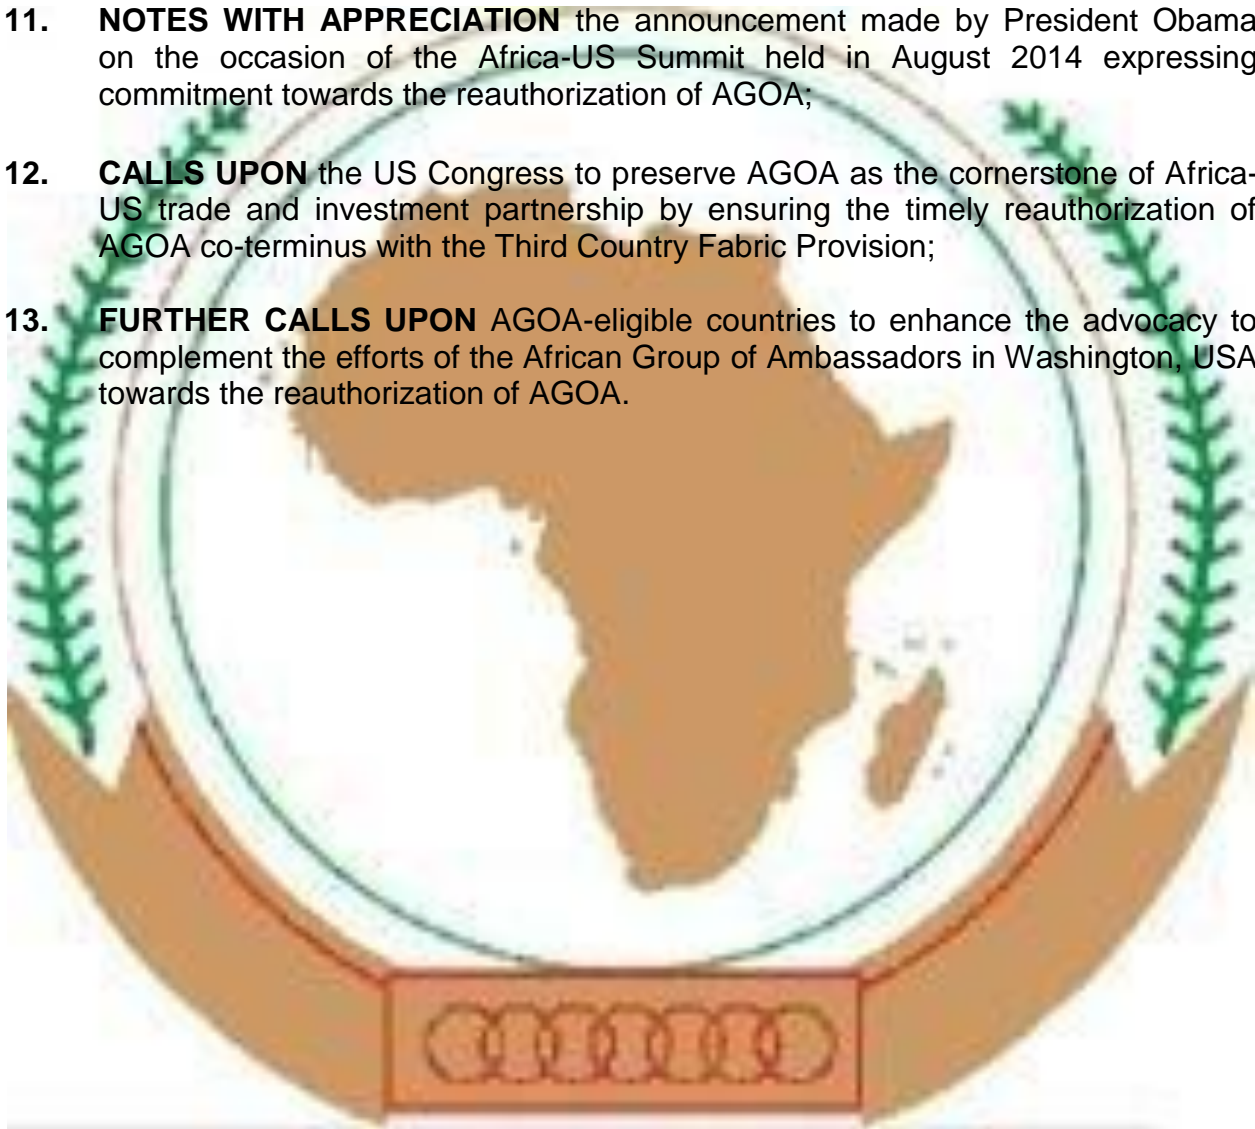 11. NOTES WITH APPRECIATION the announcement made by President Obama
on the occasion of the Africa-US Summit held in August 2014 expressing
commitment towards the reauthorization of AGOA;
12. CALLS UPON the US Congress to preserve AGOA as the cornerstone of Africa-
US trade and investment partnership by ensuring the timely reauthorization of
AGOA co-terminus with the Third Country Fabric Provision;
13. FURTHER CALLS UPON AGOA-eligible countries to enhance the advocacy to
complement the efforts of the African Group of Ambassadors in Washington, USA
towards the reauthorization of AGOA.